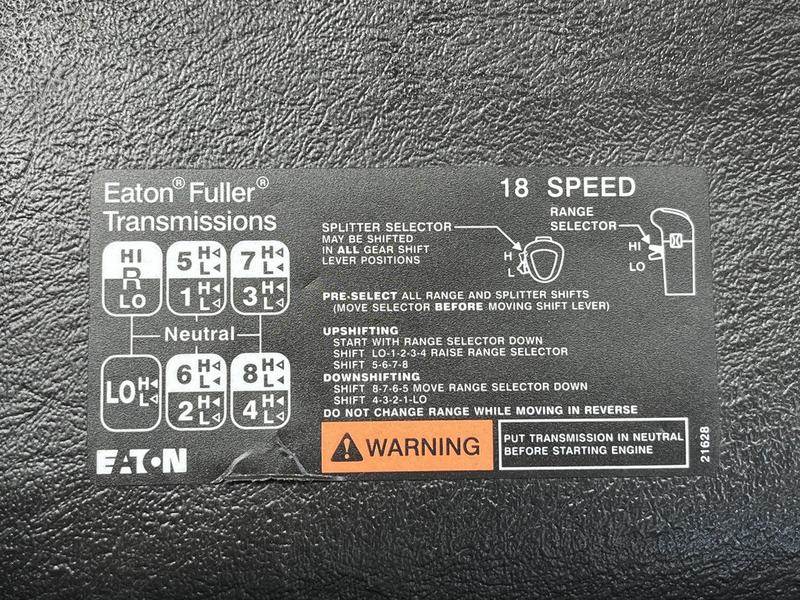 Eaton® Fuller®
Transmissions
18 SPEED
HI
R
LO
5 H L
1 H L
7 H L
3 H L
Neutral
LO H L
6 H L
2 H L
8 H L
4 H L
EATON
SPLITTER SELECTOR
MAY BE SHIFTED
IN ALL GEAR SHIFT
LEVER POSITIONS
H
L
RANGE
SELECTOR
HI
LO
PRE-SELECT ALL RANGE AND SPLITTER SHIFTS
(MOVE SELECTOR BEFORE MOVING SHIFT LEVER)
UPSHIFTING
START WITH RANGE SELECTOR DOWN
SHIFT LO-1-2-3-4 RAISE RANGE SELECTOR
SHIFT 5-6-7-8
DOWNSHIFTING
SHIFT 8-7-6-5 MOVE RANGE SELECTOR DOWN
SHIFT 4-3-2-1-LO
DO NOT CHANGE RANGE WHILE MOVING IN REVERSE
WARNING
PUT TRANSMISSION IN NEUTRAL
BEFORE STARTING ENGINE
21628